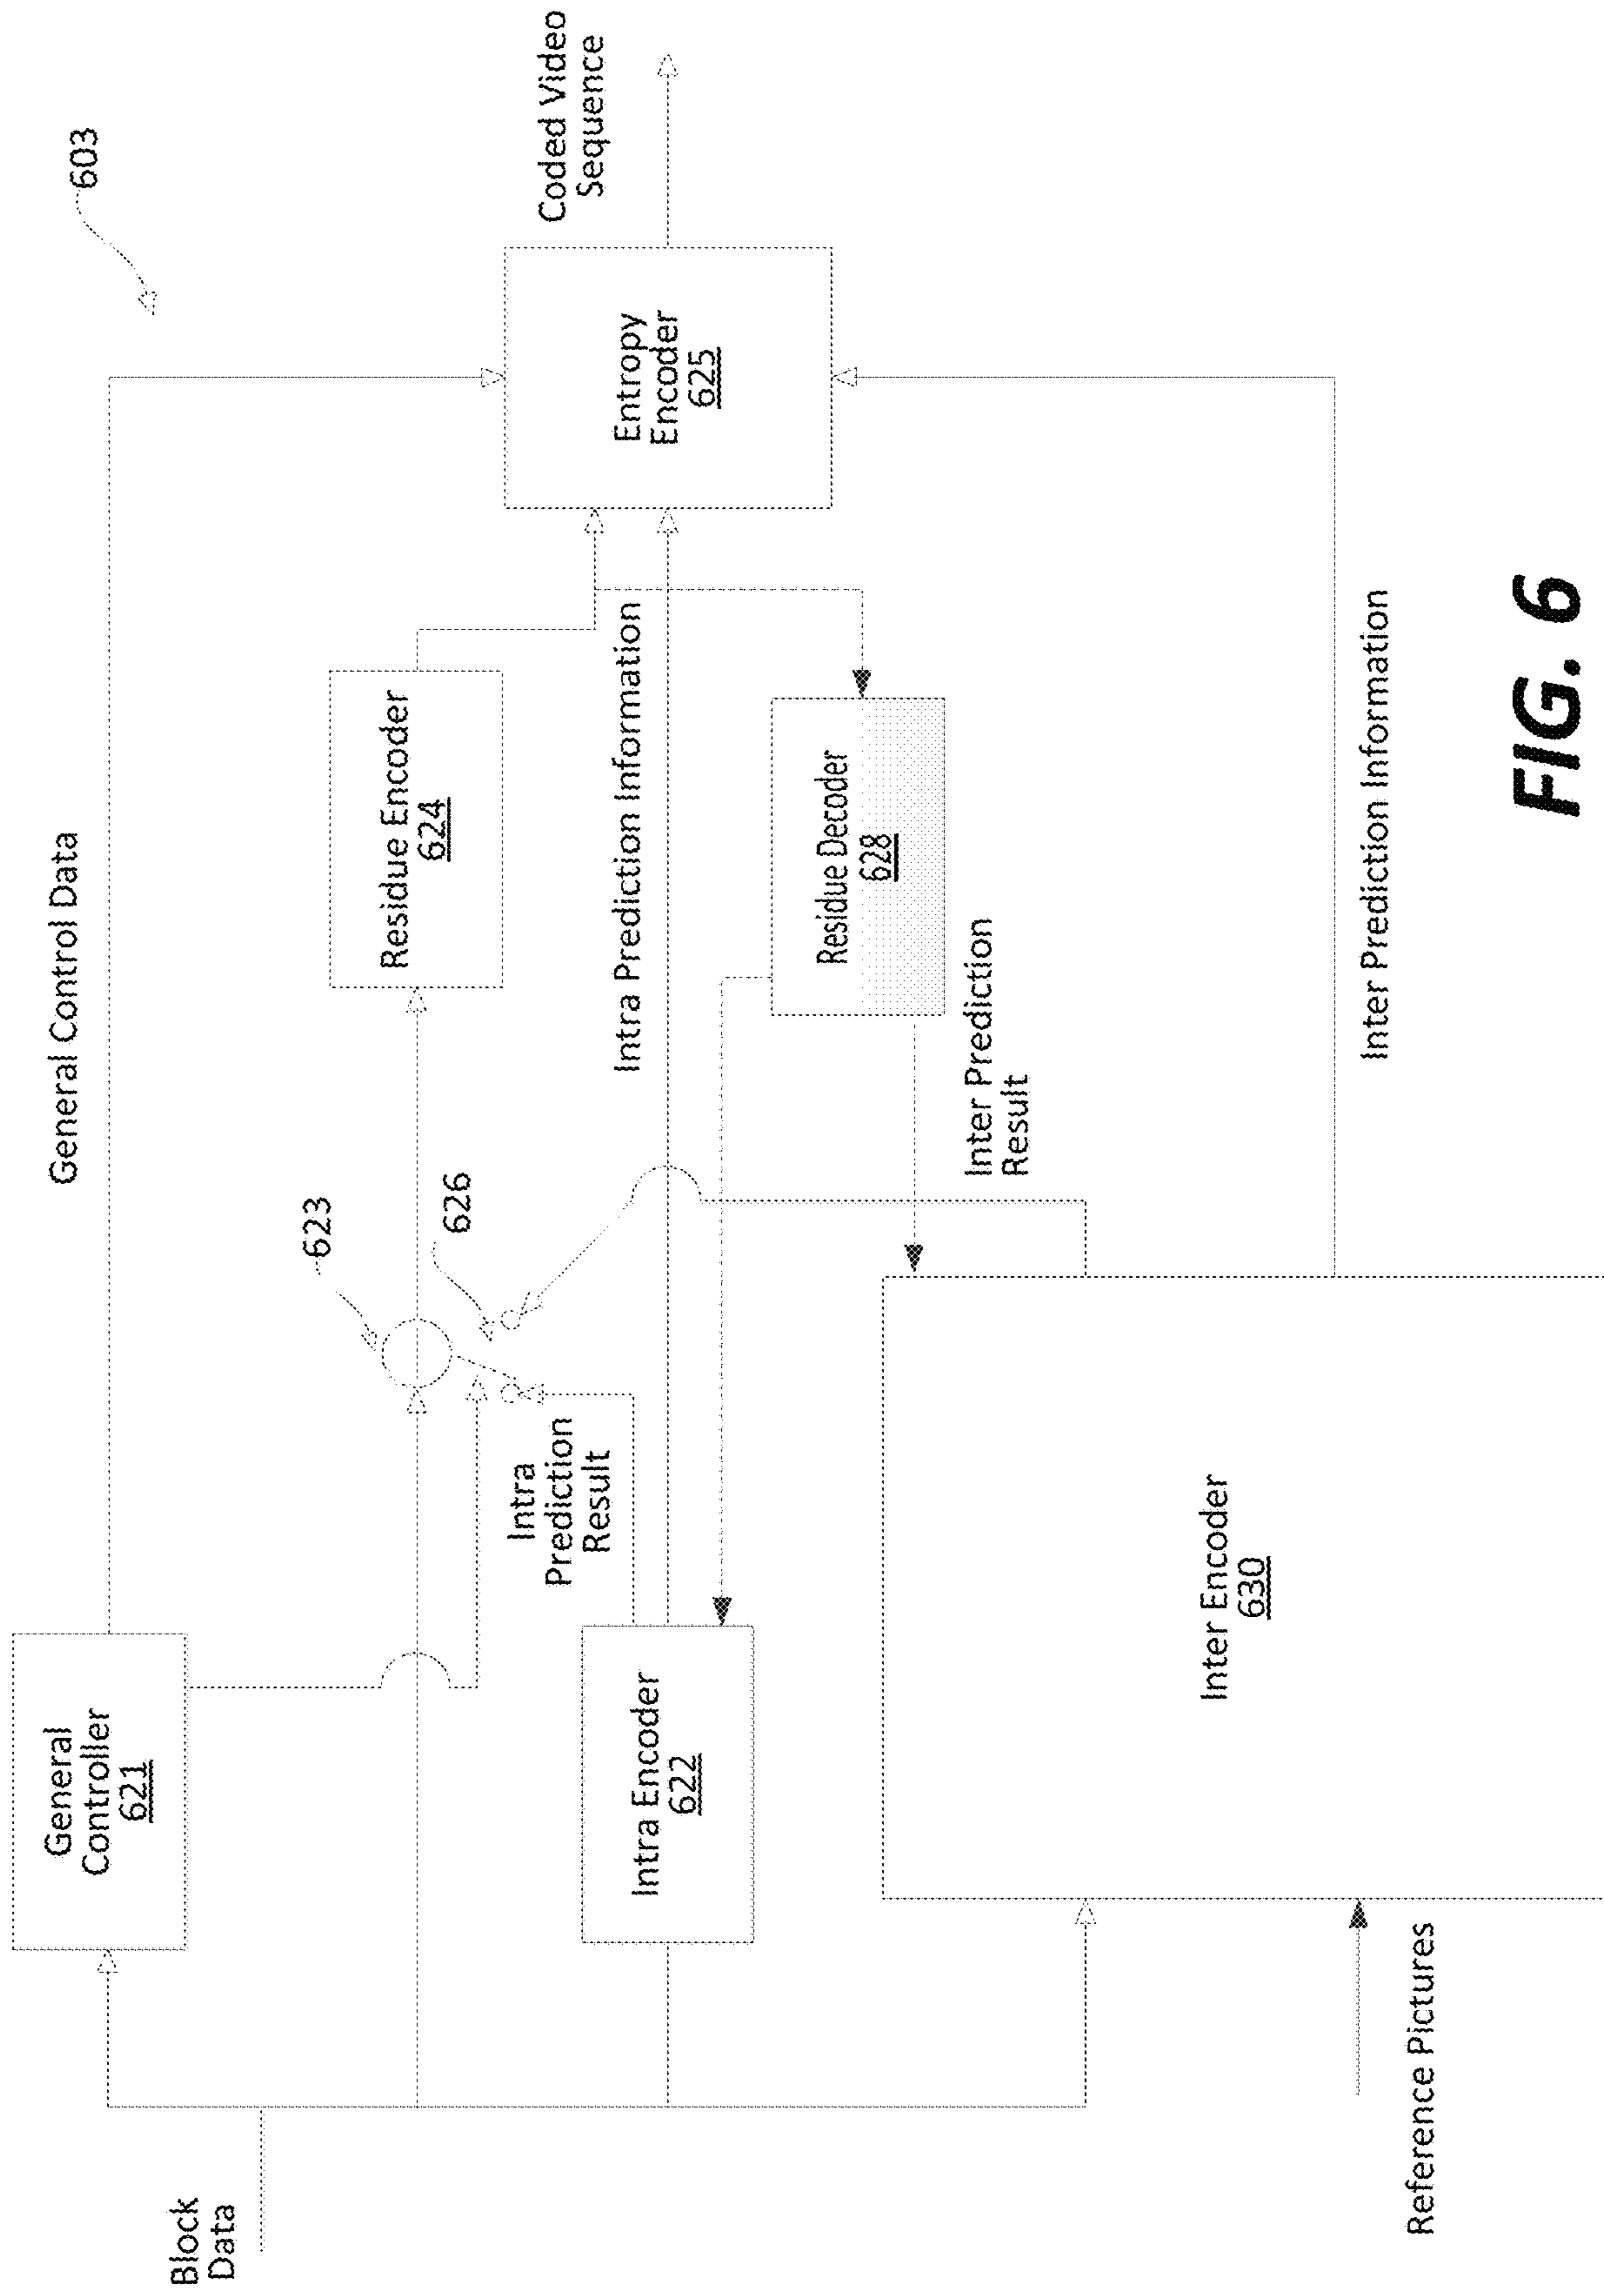 603
General Control Data
Coded Video
Sequence
General
Controller
621
623
626
Residue Encoder
624
Entropy
Encoder
625
Block
Data
Intra
Prediction
Result
Intra Prediction Information
Intra Encoder
622
Residue Decoder
628
Inter Prediction
Result
Inter Encoder
630
Reference Pictures
Inter Prediction Information
FIG. 6